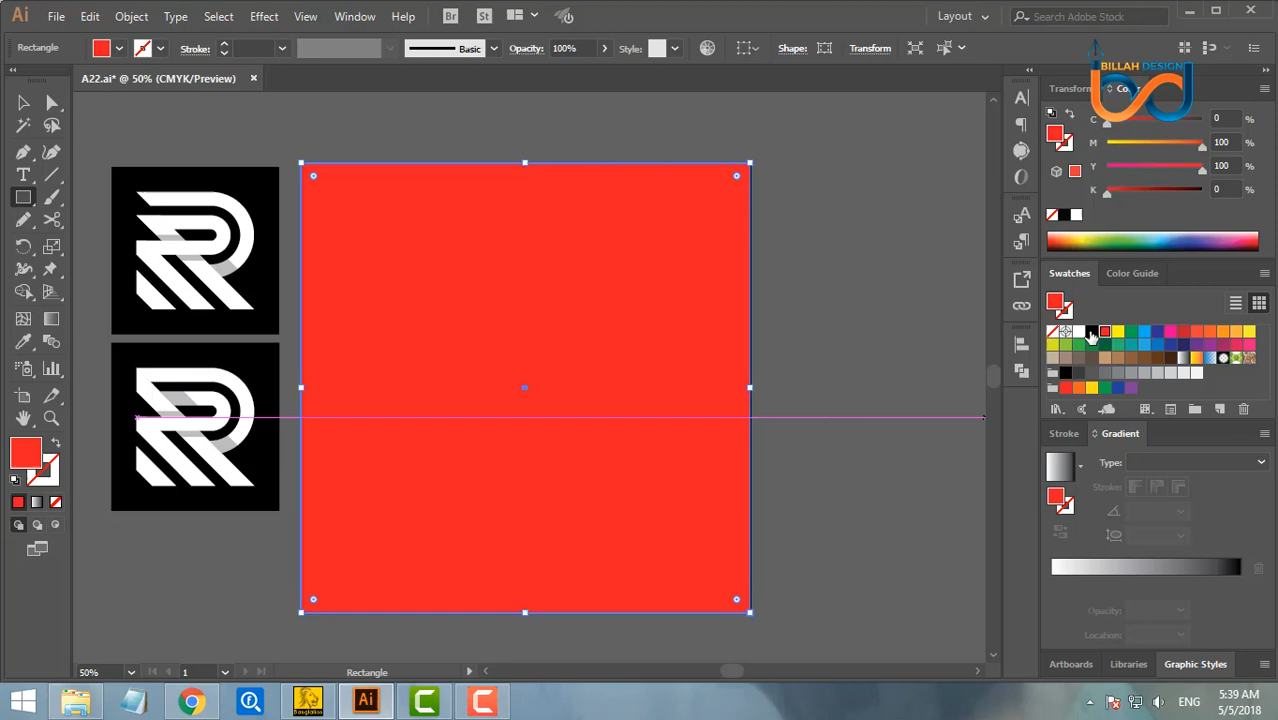 Ai File Edit Object Type Select Effect View Window Help Br St Layout Search Adobe Stock
Rectangle Stroke: Basic Opacity: 100% Style: Shape: Transform
A22.ai* @ 50% (CMYK/Preview)
BILLAH DESIGN
Transform Color
C 0 %
M 100 %
Y 100 %
K 0 %
Swatches Color Guide
Stroke Gradient
Type:
Stroke:
Opacity:
Location:
Artboards Libraries Graphic Styles
50% 1 Rectangle
Ai
ENG
5:39 AM
5/5/2018